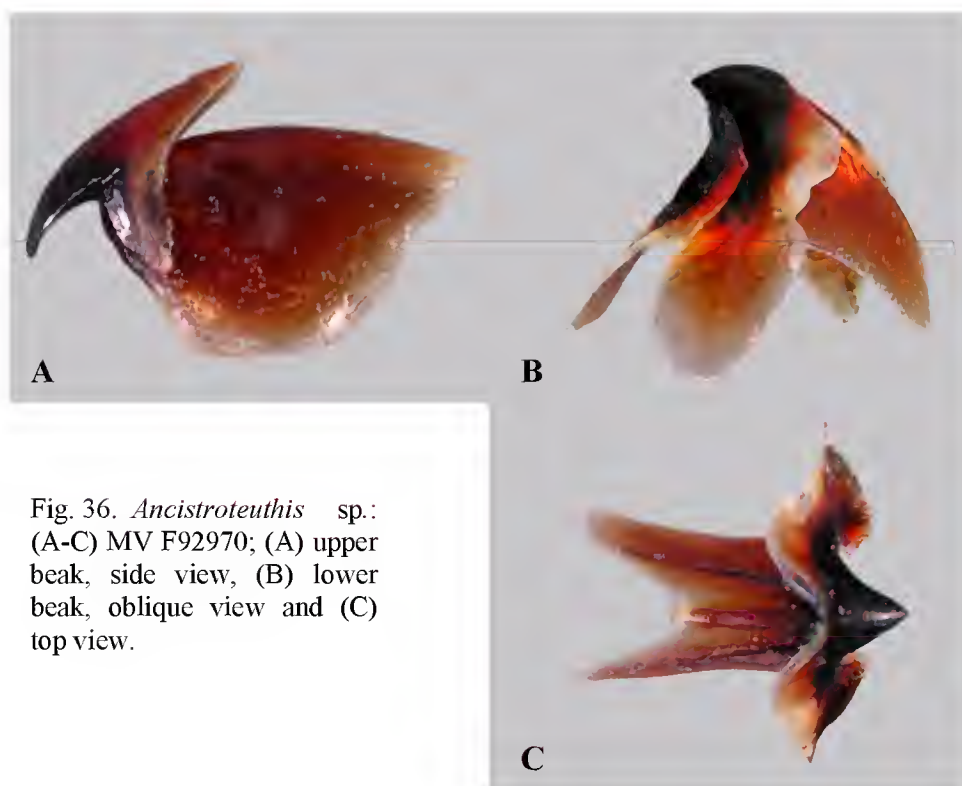 A
B
Fig. 36. Ancistroteuthis sp.:
(A-C) MV F92970; (A) upper
beak, side view, (B) lower
beak, oblique view and (C)
top view.
C